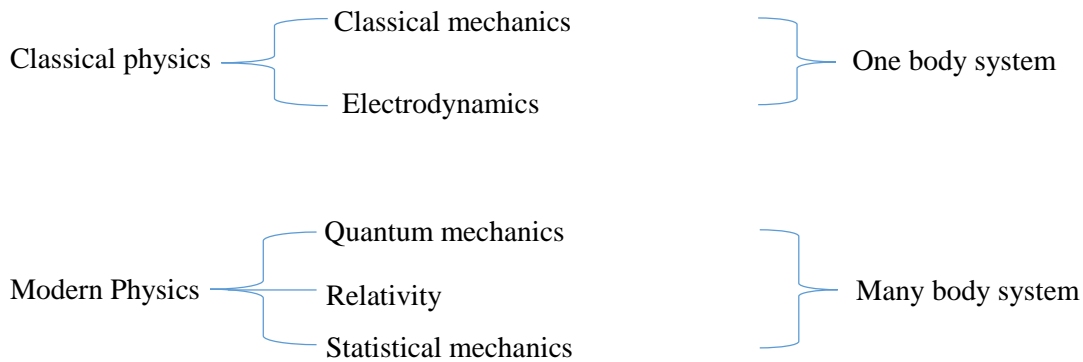 Classical mechanics
Classical physics
One body system
Electrodynamics
Quantum mechanics
Modern Physics
Relativity
Many body system
Statistical mechanics